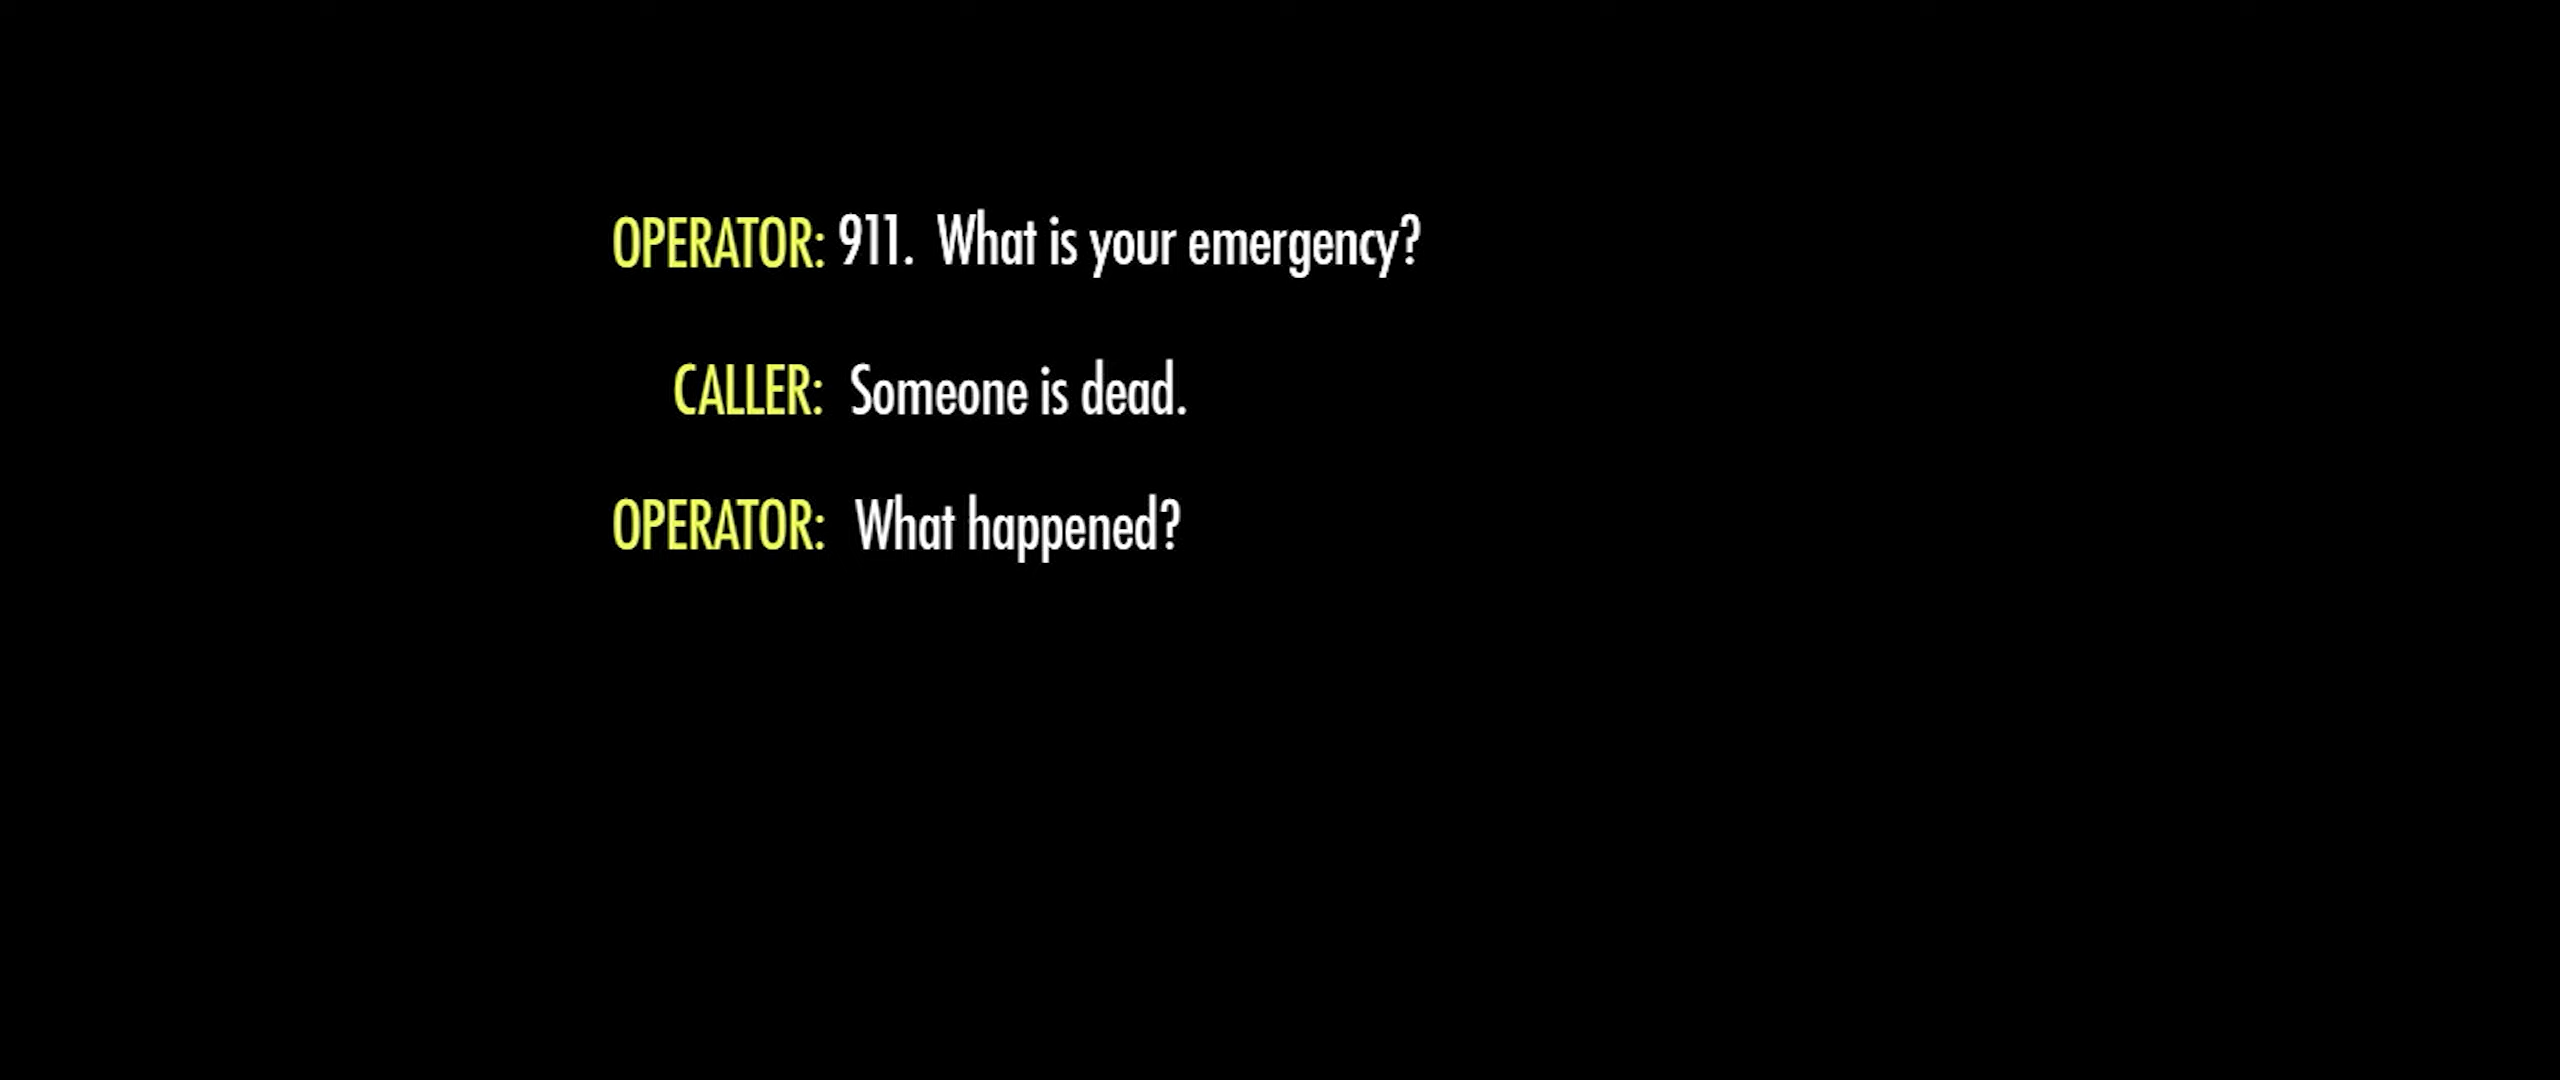 OPERATOR: 911.  What is your emergency?
CALLER:  Someone is dead.
OPERATOR:  What happened?